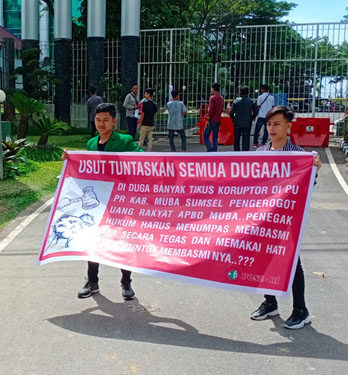 USUT TUNTASKAN SEMUA DUGAAN
DI DUGA BANYAK TIKUS KORUPTOR DI PU
PR KAB. MUBA SUMSEL PENGEROGOT
UANG RAKYAT APBD MUBA..PENEGAK
HUKUM HARUS MENUMPAS MEMBASMI
SECARA TEGAS DAN MEMAKAI HATI
UNTUK MEMBASMI NYA..???
POSE-RI